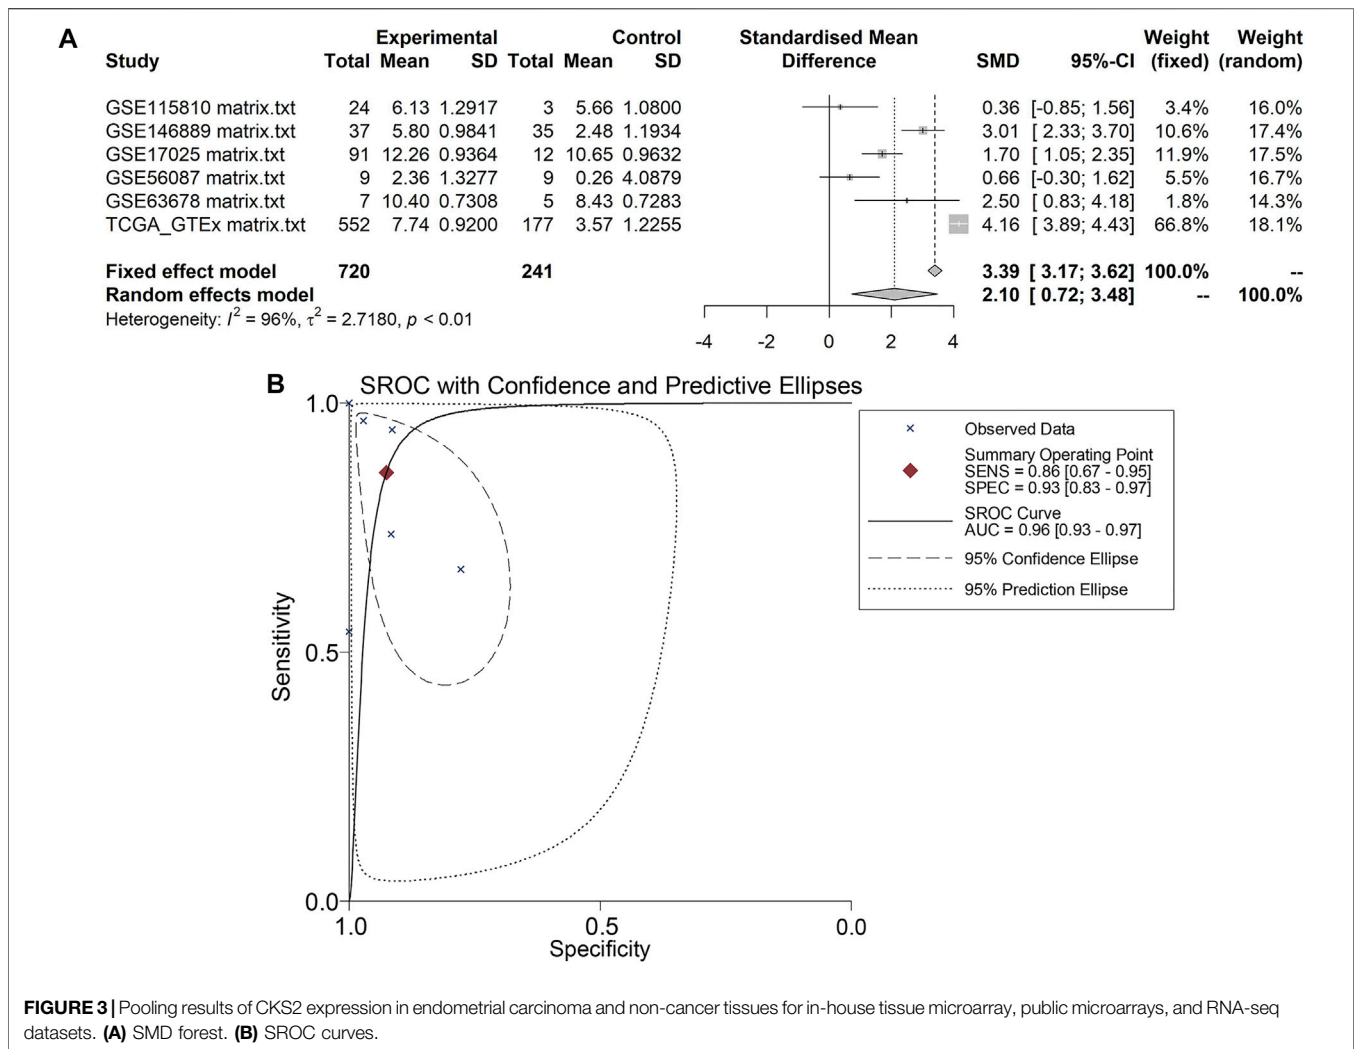 A
Experimental Control Standardised Mean Weight Weight
Study Total Mean SD Total Mean SD Difference SMD 95%-CI (fixed) (random)
GSE115810 matrix.txt 24 6.13 1.2917 3 5.66 1.0800 0.36 [-0.85; 1.56] 3.4% 16.0%
GSE146889 matrix.txt 37 5.80 0.9841 35 2.48 1.1934 3.01 [ 2.33; 3.70] 10.6% 17.4%
GSE17025 matrix.txt 91 12.26 0.9364 12 10.65 0.9632 1.70 [ 1.05; 2.35] 11.9% 17.5%
GSE56087 matrix.txt 9 2.36 1.3277 9 0.26 4.0879 0.66 [-0.30; 1.62] 5.5% 16.7%
GSE63678 matrix.txt 7 10.40 0.7308 5 8.43 0.7283 2.50 [ 0.83; 4.18] 1.8% 14.3%
TCGA_GTEx matrix.txt 552 7.74 0.9200 177 3.57 1.2255 4.16 [ 3.89; 4.43] 66.8% 18.1%
Fixed effect model 720 241 3.39 [ 3.17; 3.62] 100.0% --
Random effects model 2.10 [ 0.72; 3.48] -- 100.0%
Heterogeneity: I² = 96%, τ² = 2.7180, p < 0.01
-4 -2 0 2 4
B
SROC with Confidence and Predictive Ellipses
1.0
0.5
0.0
Sensitivity
1.0 0.5 0.0
Specificity
Observed Data
Summary Operating Point
SENS = 0.86 [0.67 - 0.95]
SPEC = 0.93 [0.83 - 0.97]
SROC Curve
AUC = 0.96 [0.93 - 0.97]
95% Confidence Ellipse
95% Prediction Ellipse
FIGURE 3 | Pooling results of CKS2 expression in endometrial carcinoma and non-cancer tissues for in-house tissue microarray, public microarrays, and RNA-seq
datasets. (A) SMD forest. (B) SROC curves.